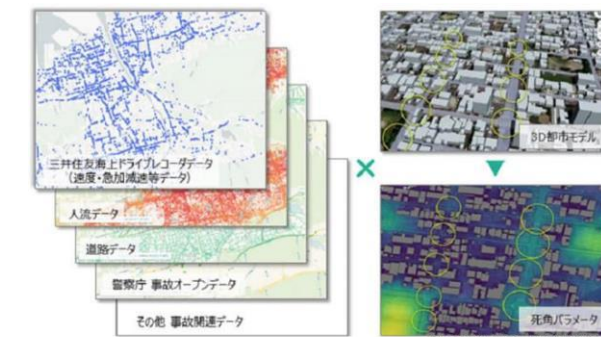 三井住友海上ドライブレコーダデータ
(速度・急加減速等データ)
人流データ
道路データ
警察庁 事故オープンデータ
その他 事故関連データ
×
3D都市モデル
死角パラメータ